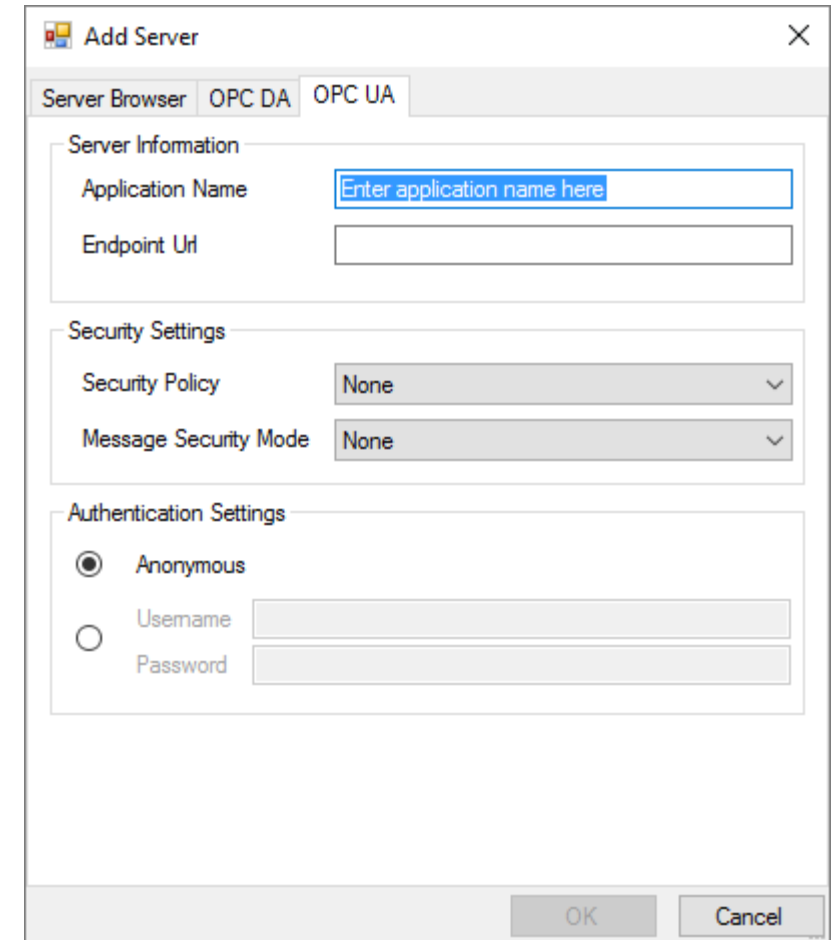 Add Server
Server Browser OPC DA OPC UA
Server Information
Application Name Enter application name here
Endpoint Url
Security Settings
Security Policy None
Message Security Mode None
Authentication Settings
Anonymous
Username
Password
OK Cancel